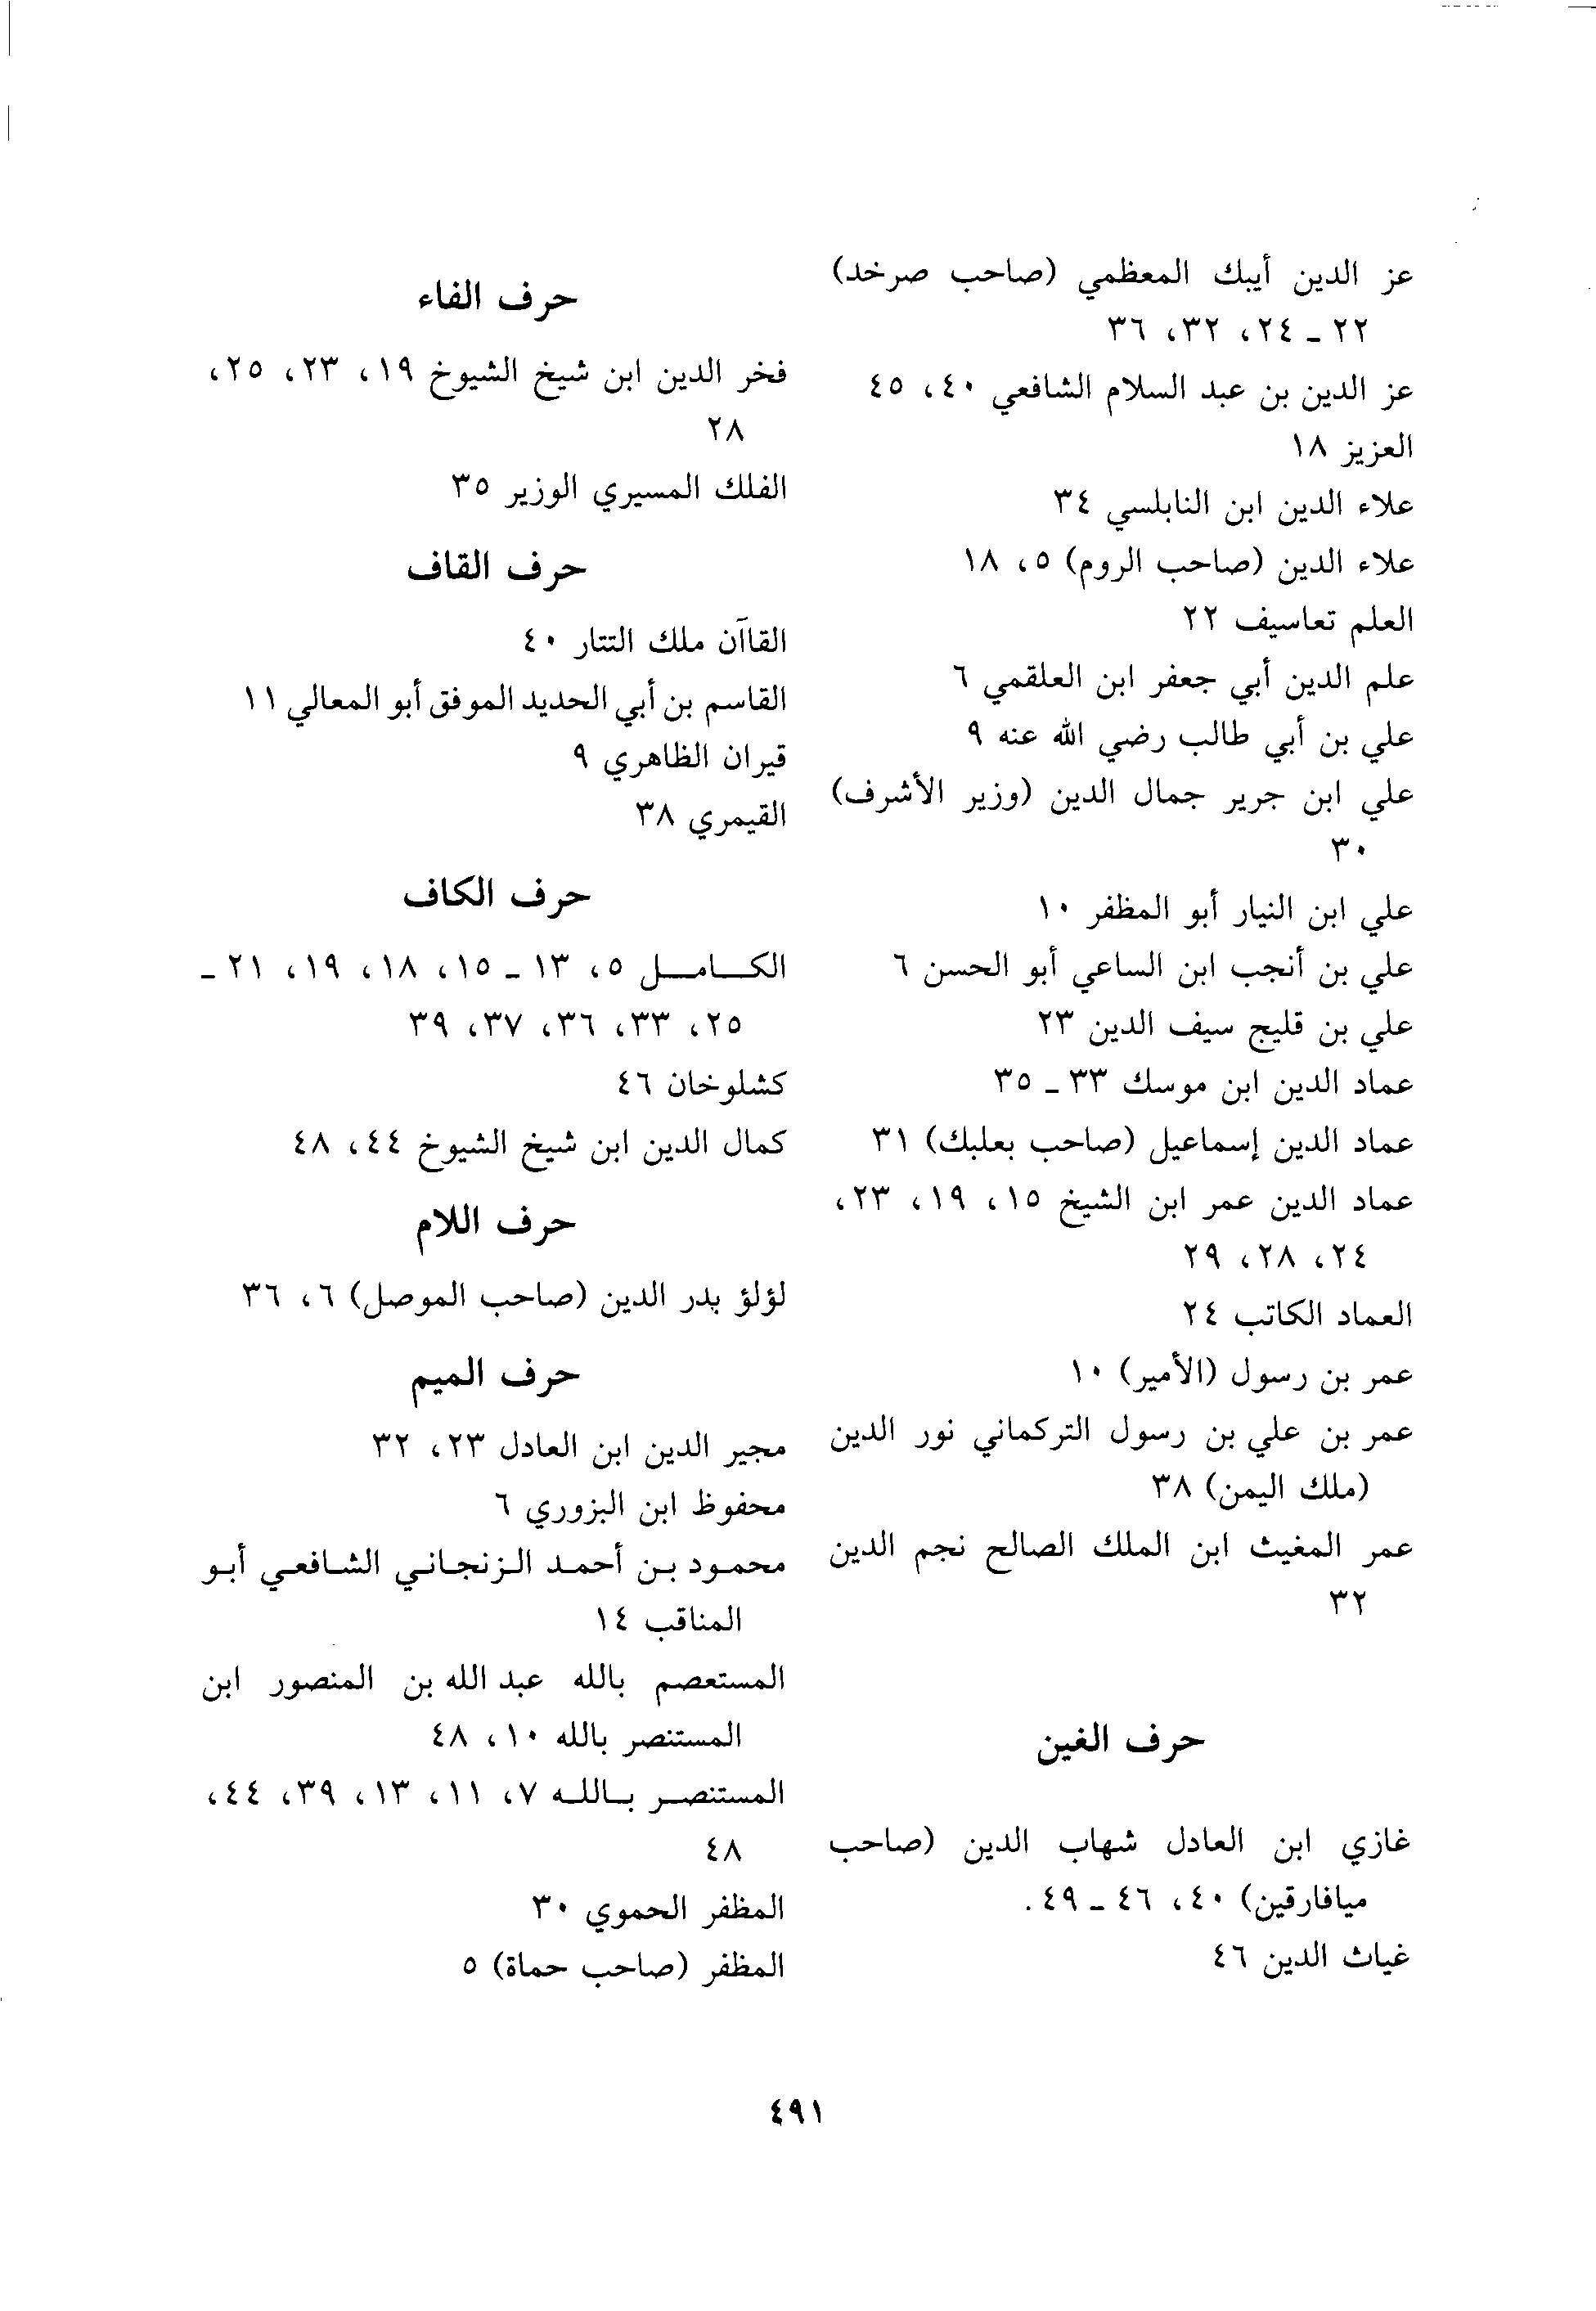 عز الدين أيبك المعظمي (صاحب صرخد)
٢٢ - ٢٤، ٣٢، ٣٦
عز الدين بن عبد السلام الشافعي ٤٠، ٤٥
العزيز ١٨
علاء الدين ابن النابلسي ٣٤
علاء الدين (صاحب الروم) ٥، ١٨
العلم تعاسيف ٢٢
علم الدين أبي جعفر ابن العلقمي ٦
علي بن أبي طالب رضي الله عنه ٩
علي ابن جرير جمال الدين (وزير الأشرف)
٣٠
علي ابن النيار أبو المظفر ١٠
علي بن أنجب ابن الساعي أبو الحسن ٦
علي بن قليج سيف الدين ٢٣
عماد الدين ابن موسك ٣٣ - ٣٥
عماد الدين إسماعيل (صاحب بعلبك) ٣١
عماد الدين عمر ابن الشيخ ١٥، ١٩، ٢٣،
٢٤، ٢٨، ٢٩
العماد الكاتب ٢٤
عمر بن رسول (الأمير) ١٠
عمر بن علي بن رسول التركماني نور الدين
(ملك اليمن) ٣٨
عمر المغيث ابن الملك الصالح نجم الدين
٣٢
حرف الغين
غازي ابن العادل شهاب الدين (صاحب
ميافارقين) ٤٠، ٤٦ - ٤٩.
غياث الدين ٤٦
حرف الفاء
فخر الدين ابن شيخ الشيوخ ١٩، ٢٣، ٢٥،
٢٨
الفلك المسيري الوزير ٣٥
حرف القاف
القاآن ملك التتار ٤٠
القاسم بن أبي الحديد الموفق أبو المعالي ١١
قيران الظاهري ٩
القيمري ٣٨
حرف الكاف
الكامل ٥، ١٣ - ١٥، ١٨، ١٩، ٢١ -
٢٥، ٣٣، ٣٦، ٣٧، ٣٩
كشلوخان ٤٦
كمال الدين ابن شيخ الشيوخ ٤٤، ٤٨
حرف اللام
لؤلؤ بدر الدين (صاحب الموصل) ٦، ٣٦
حرف الميم
مجير الدين ابن العادل ٢٣، ٣٢
محفوظ ابن البزوري ٦
محمود بن أحمد الزنجاني الشافعي أبو
المناقب ١٤
المستعصم بالله عبد الله بن المنصور ابن
المستنصر بالله ١٠، ٤٨
المستنصر بالله ٧، ١١، ١٣، ٣٩، ٤٤،
٤٨
المظفر الحموي ٣٠
المظفر (صاحب حماة) ٥
٤٩١